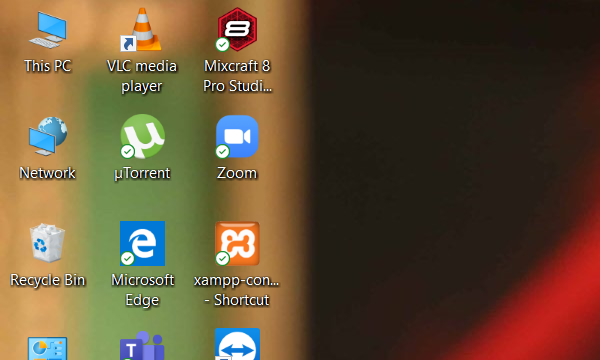 This PC
VLC media
player
Mixcraft 8
Pro Studi...
Network
µTorrent
Zoom
Recycle Bin
Microsoft
Edge
xampp-con...
- Shortcut